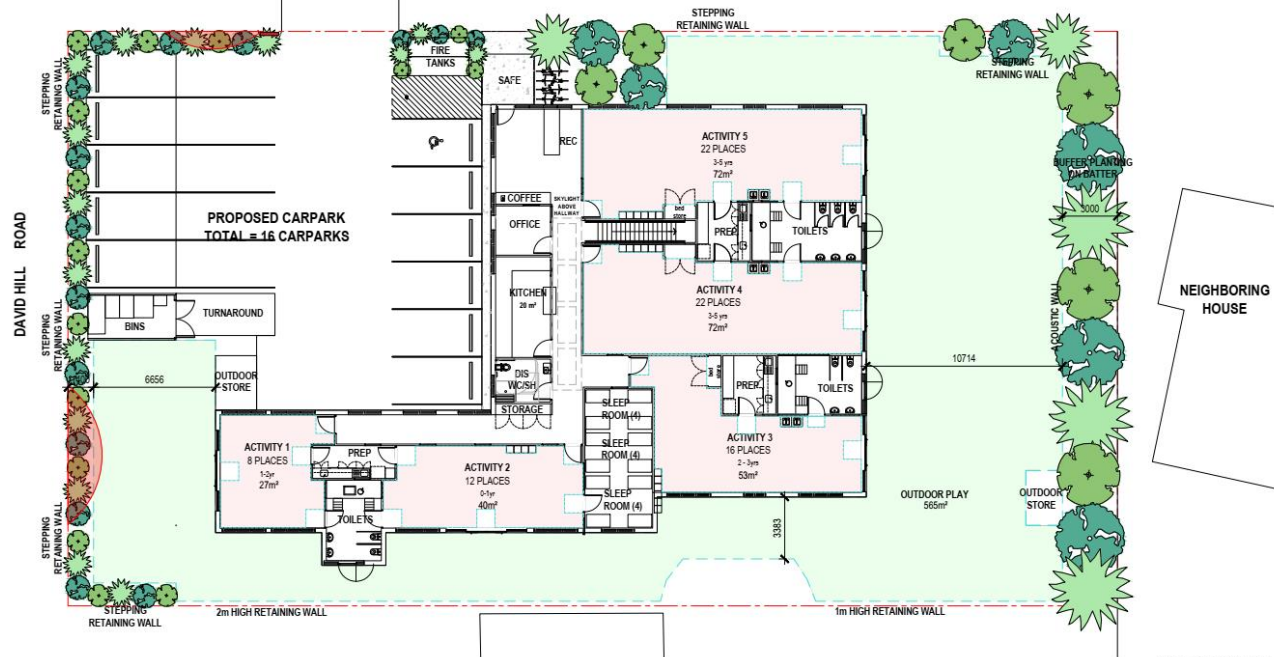 STEPPING
RETAINING WALL
STEPPING
RETAINING WALL
FIRE
TANKS
SAFE
STEPPING
RETAINING WALL
REC
ACTIVITY 5
22 PLACES
3-5 yrs
72m²
BUFFER PLANTING
ON BATTER
3000
COFFEE
SKYLIGHT
ABOVE
HALLWAY
bed
store
PREP
TOILETS
OFFICE
PROPOSED CARPARK
TOTAL = 16 CARPARKS
DAVID HILL ROAD
KITCHEN
20 m²
ACTIVITY 4
22 PLACES
3-5 yrs
72m²
NEIGHBORING
HOUSE
STEPPING
RETAINING WALL
BINS
TURNAROUND
ACOUSTIC WALL
10714
6656
OUTDOOR
STORE
DIS
WC/SH
STORAGE
bed
store
PREP
TOILETS
SLEEP
ROOM (4)
SLEEP
ROOM (4)
SLEEP
ROOM (4)
ACTIVITY 3
16 PLACES
2 - 3yrs
53m²
ACTIVITY 1
8 PLACES
1-2yr
27m²
PREP
ACTIVITY 2
12 PLACES
0-1yr
40m²
TOILETS
OUTDOOR PLAY
565m²
OUTDOOR
STORE
3383
STEPPING
RETAINING WALL
STEPPING
RETAINING WALL
2m HIGH RETAINING WALL
1m HIGH RETAINING WALL